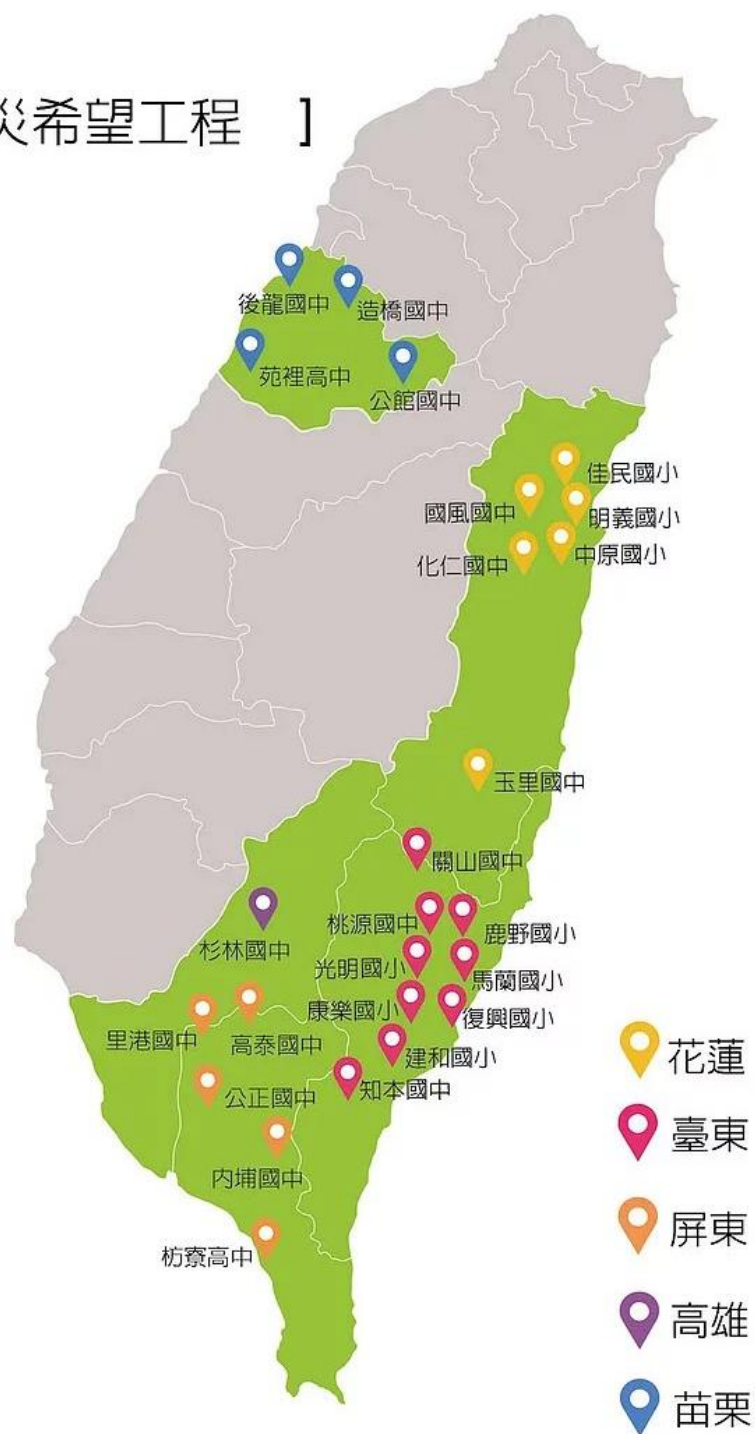 災希望工程 ]
後龍國中
造橋國中
苑裡高中
公館國中
佳民國小
國風國中
明義國小
化仁國中
中原國小
玉里國中
關山國中
桃源國中
鹿野國小
光明國小
馬蘭國小
康樂國小
復興國小
杉林國中
里港國中
高泰國中
建和國小
知本國中
公正國中
內埔國中
枋寮高中
花蓮
臺東
屏東
高雄
苗栗